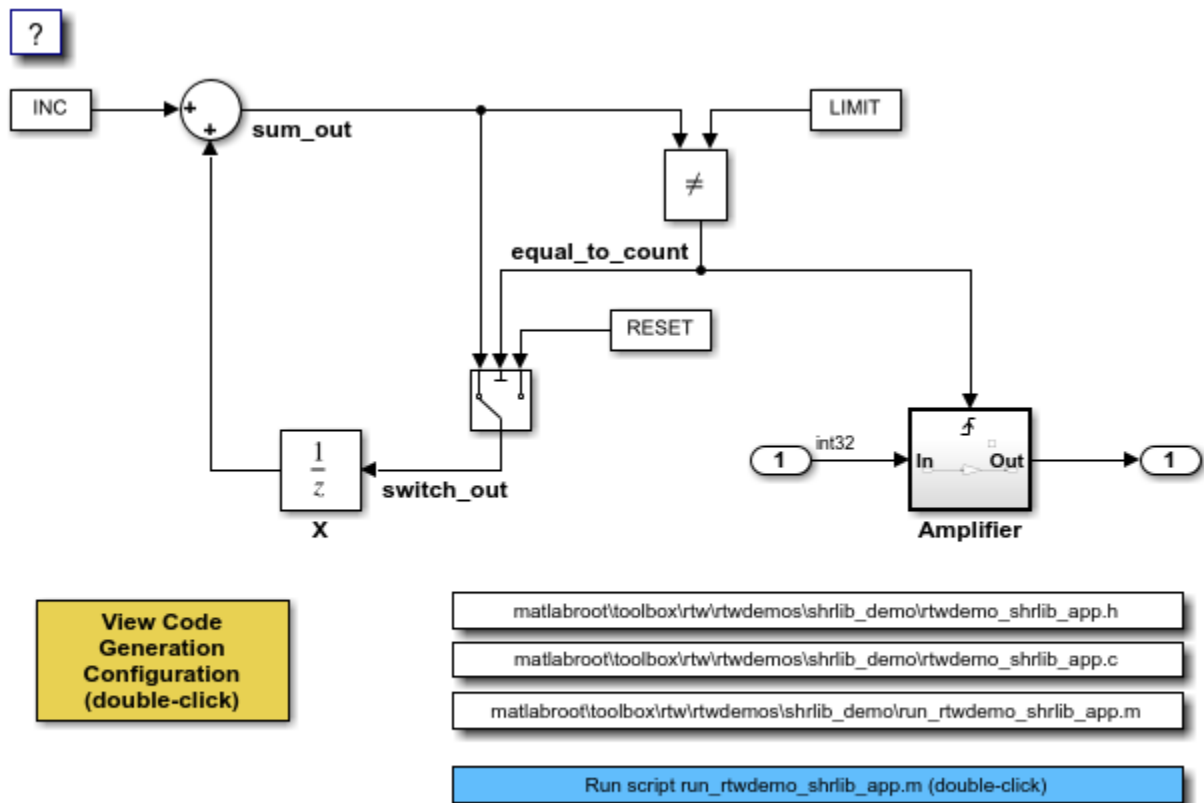 ?
INC
+
+
sum_out
LIMIT
≠
equal_to_count
RESET
1
z
switch_out
X
1
int32
In
Out
1
Amplifier
View Code
Generation
Configuration
(double-click)
matlabroot\toolbox\rtw\rtwdemos\shrlib_demo\rtwdemo_shrlib_app.h
matlabroot\toolbox\rtw\rtwdemos\shrlib_demo\rtwdemo_shrlib_app.c
matlabroot\toolbox\rtw\rtwdemos\shrlib_demo\run_rtwdemo_shrlib_app.m
Run script run_rtwdemo_shrlib_app.m (double-click)